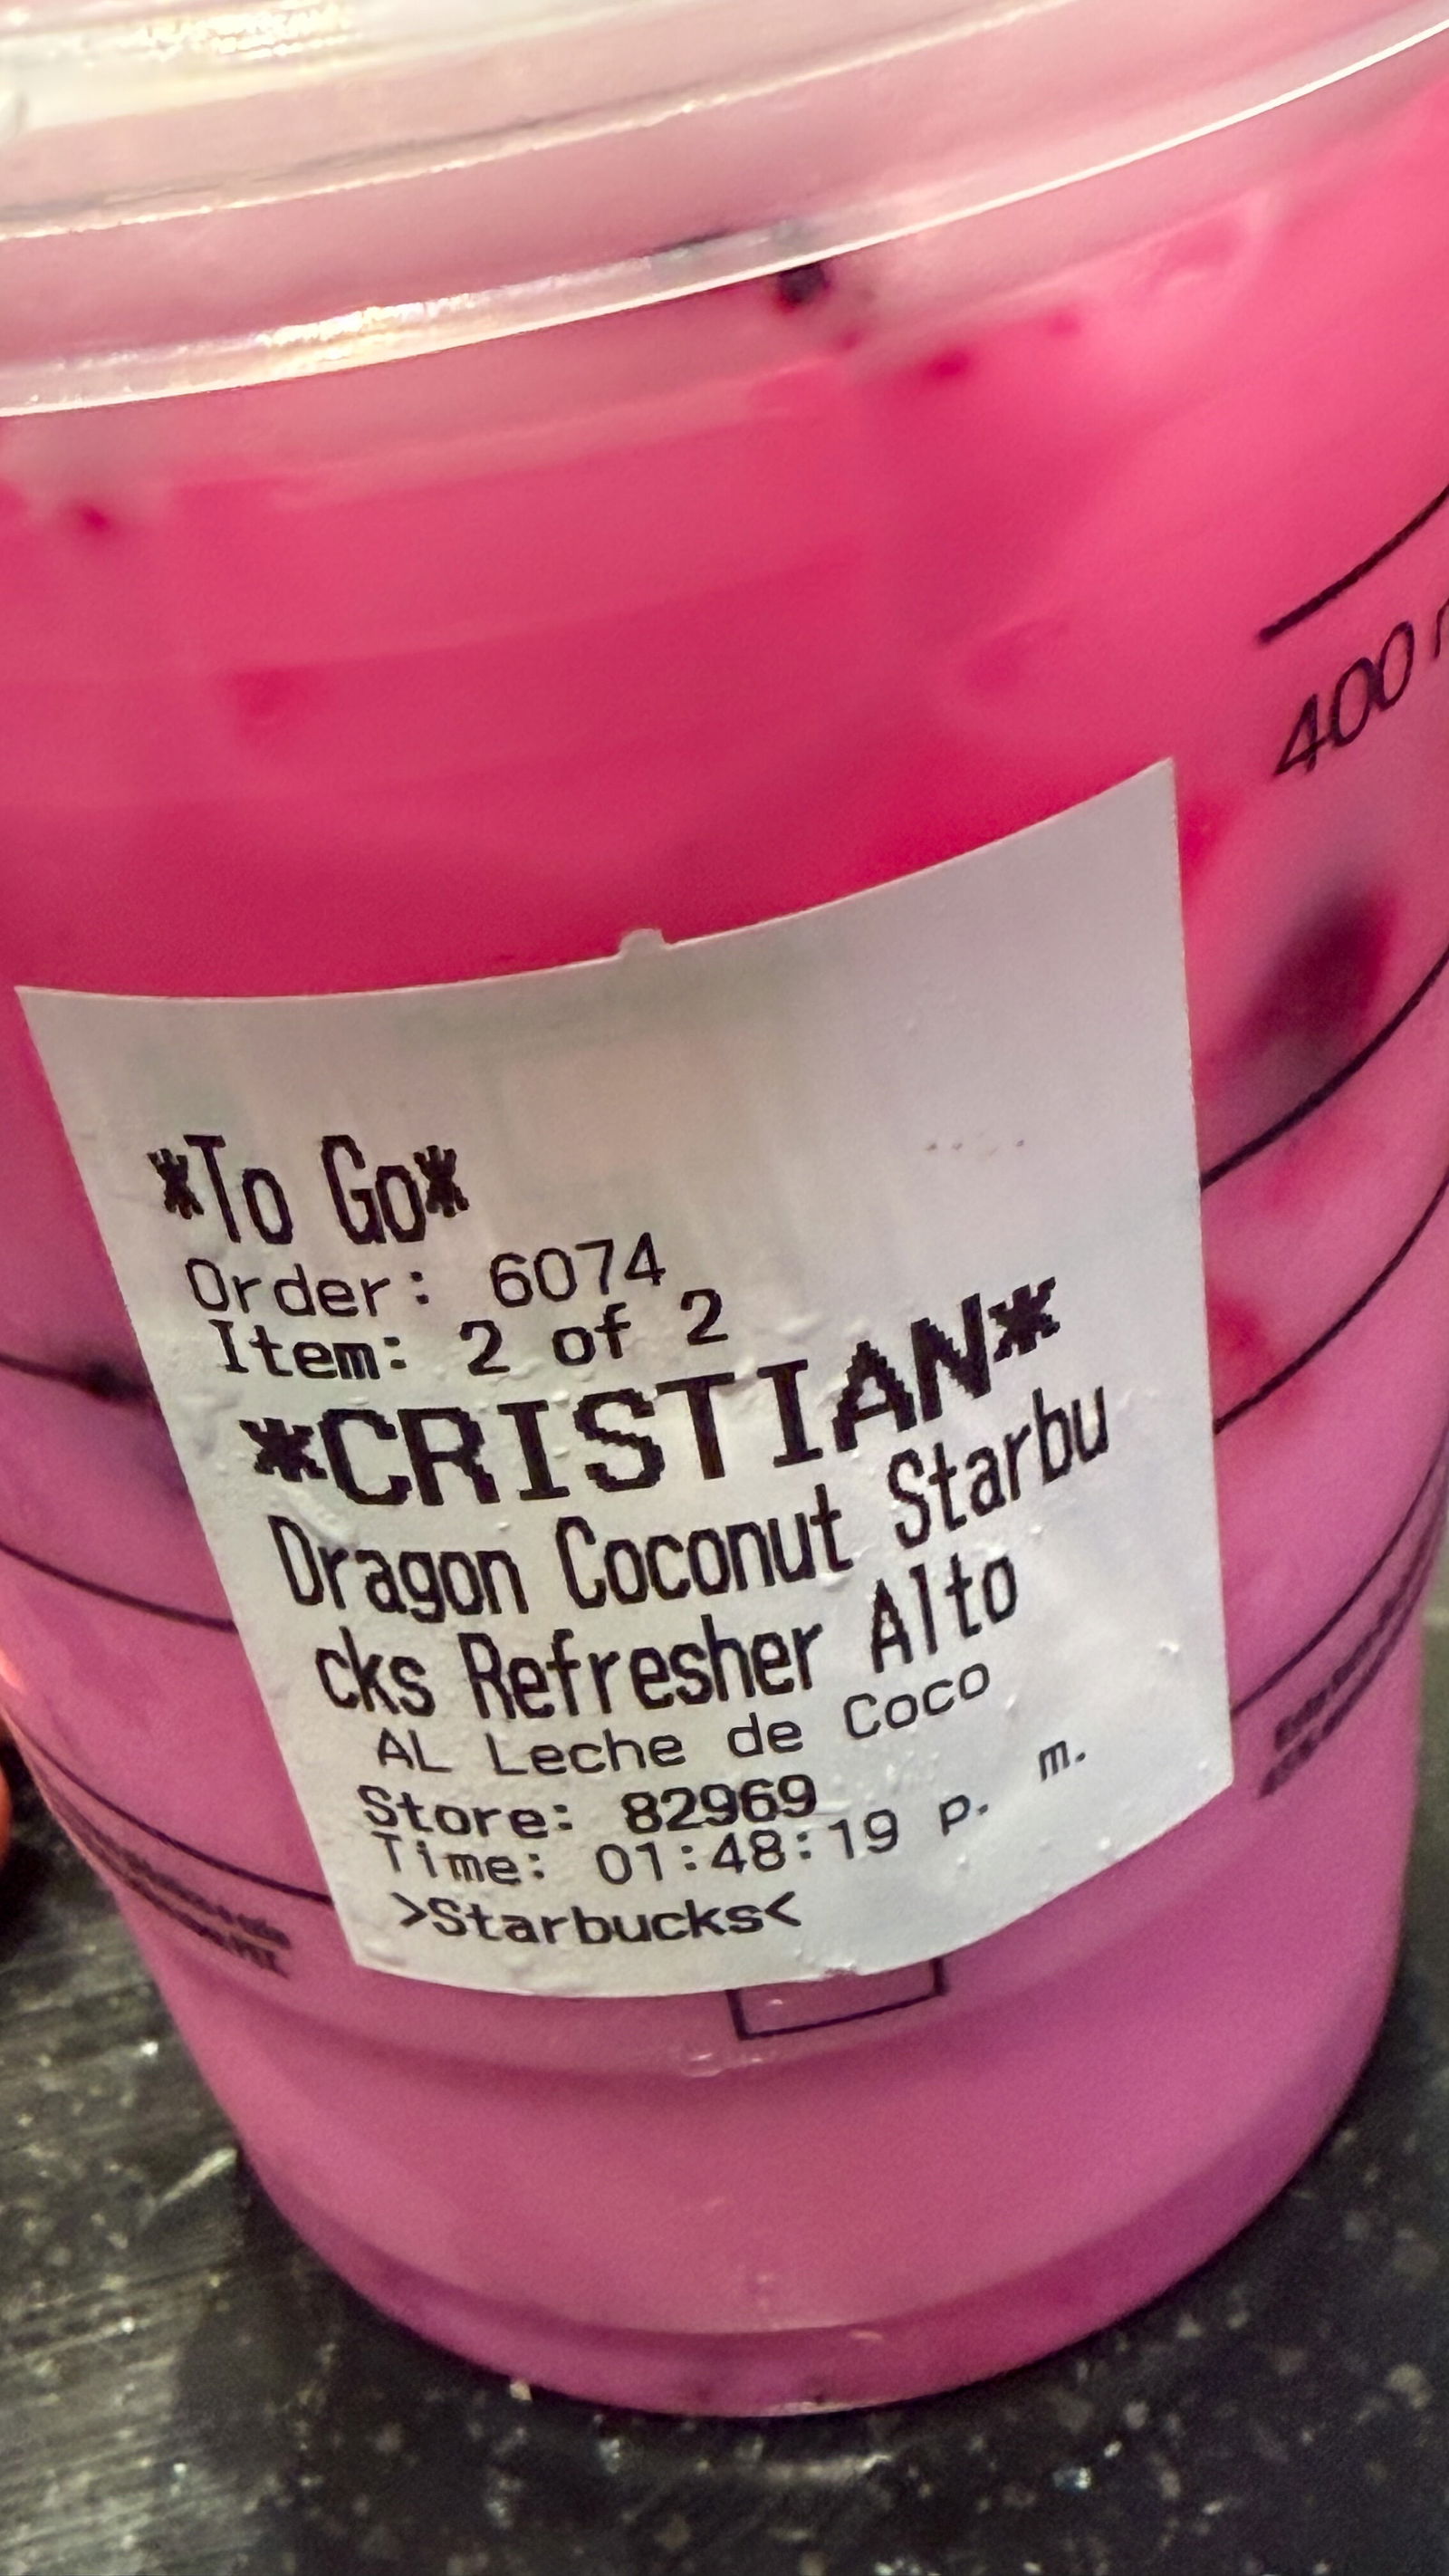 400
*To Go*
Order: 6074
Item: 2 of 2
*CRISTIAN*
Dragon Coconut Starbu
cks Refresher Alto
AL Leche de Coco
Store: 82969
Time: 01:48:19 p. m.
>Starbucks<